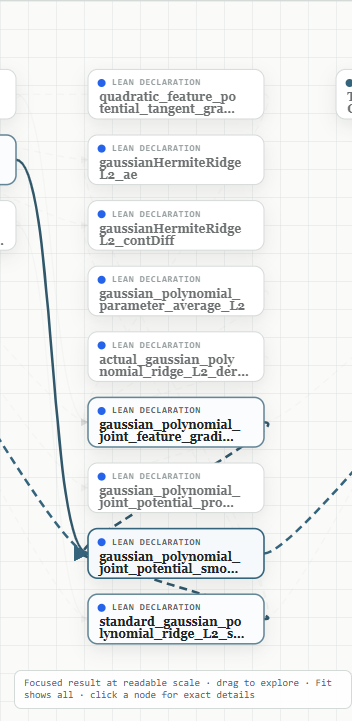 LEAN DECLARATION
quadratic_feature_po
tential_tangent_gra...
LEAN DECLARATION
gaussianHermiteRidge
L2_ae
LEAN DECLARATION
gaussianHermiteRidge
L2_contDiff
LEAN DECLARATION
gaussian_polynomial_
parameter_average_L2
LEAN DECLARATION
actual_gaussian_poly
nomial_ridge_L2_der...
LEAN DECLARATION
gaussian_polynomial_
joint_feature_gradi...
LEAN DECLARATION
gaussian_polynomial_
joint_potential_pro...
LEAN DECLARATION
gaussian_polynomial_
joint_potential_smo...
LEAN DECLARATION
standard_gaussian_po
lynomial_ridge_L2_s...
Focused result at readable scale · drag to explore · Fit
shows all · click a node for exact details